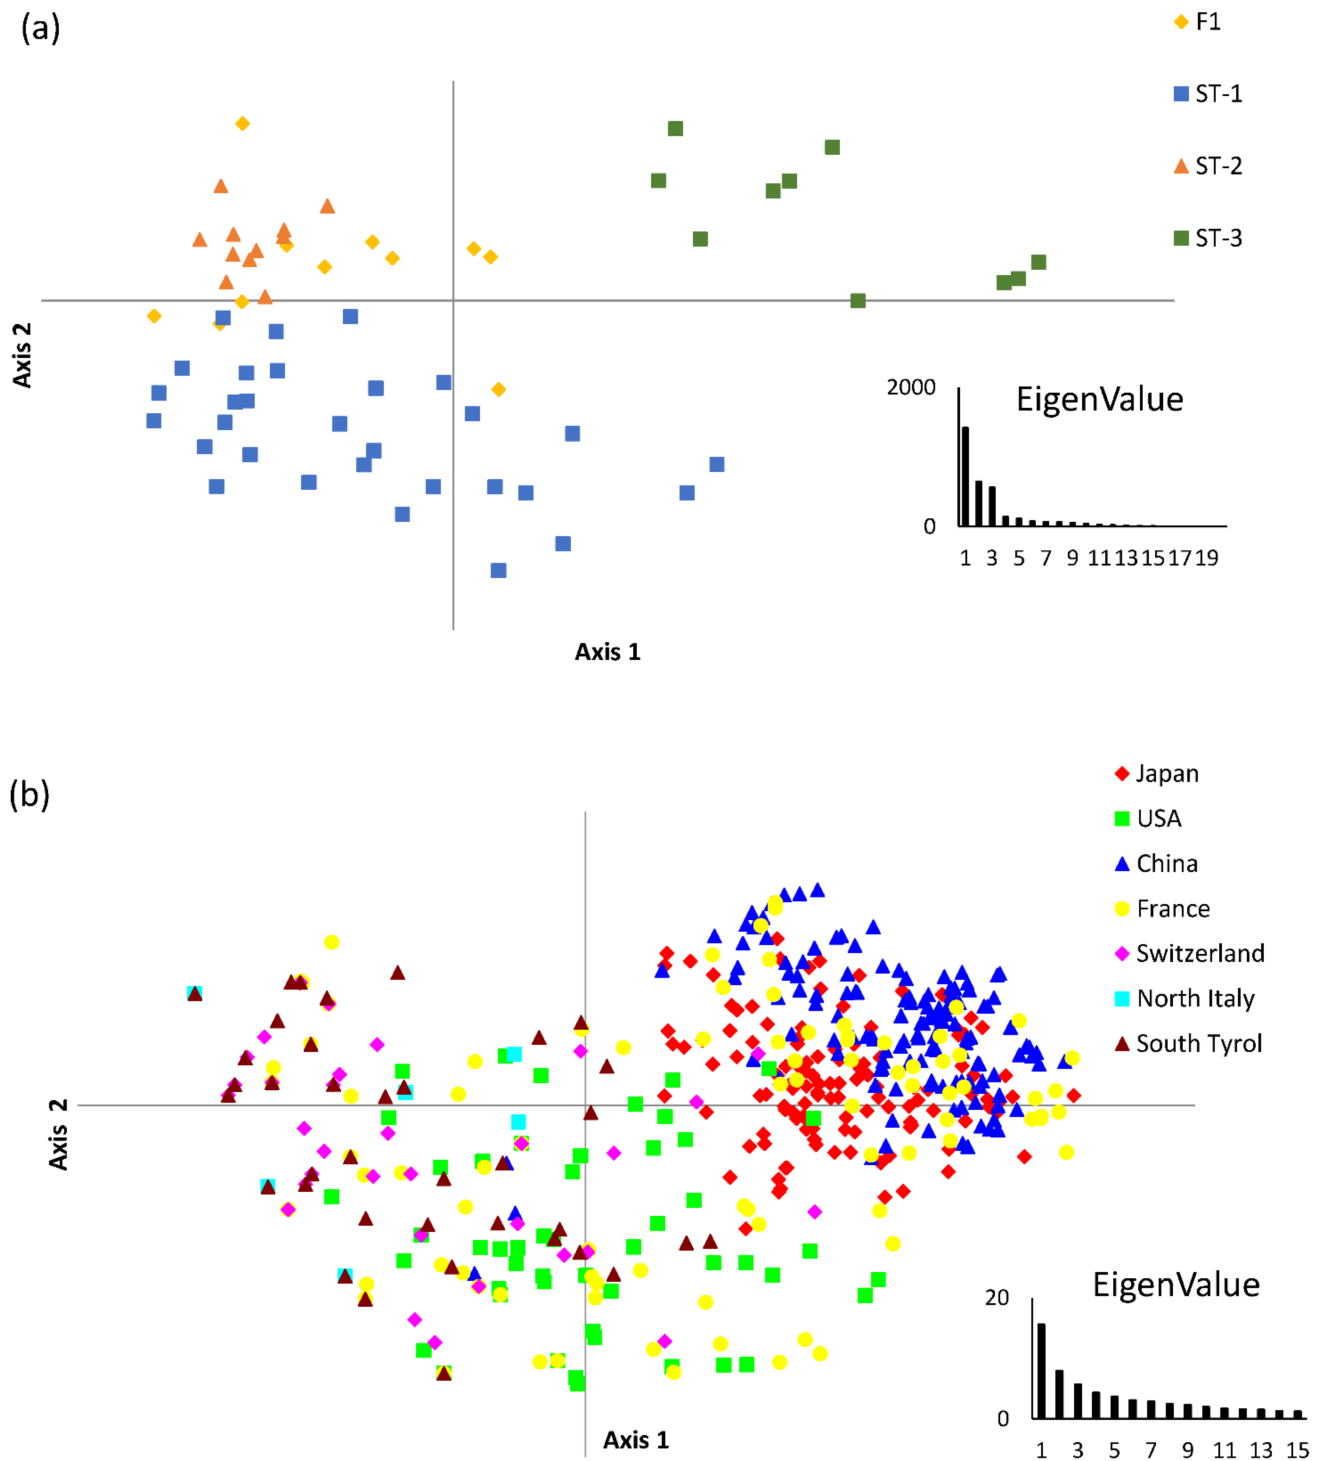 (a)
F1
ST-1
ST-2
ST-3
Axis 2
2000
EigenValue
0
1 3 5 7 9 11 13 15 17 19
Axis 1
(b)
Japan
USA
China
France
Switzerland
North Italy
South Tyrol
Axis 2
20
EigenValue
0
1 3 5 7 9 11 13 15
Axis 1